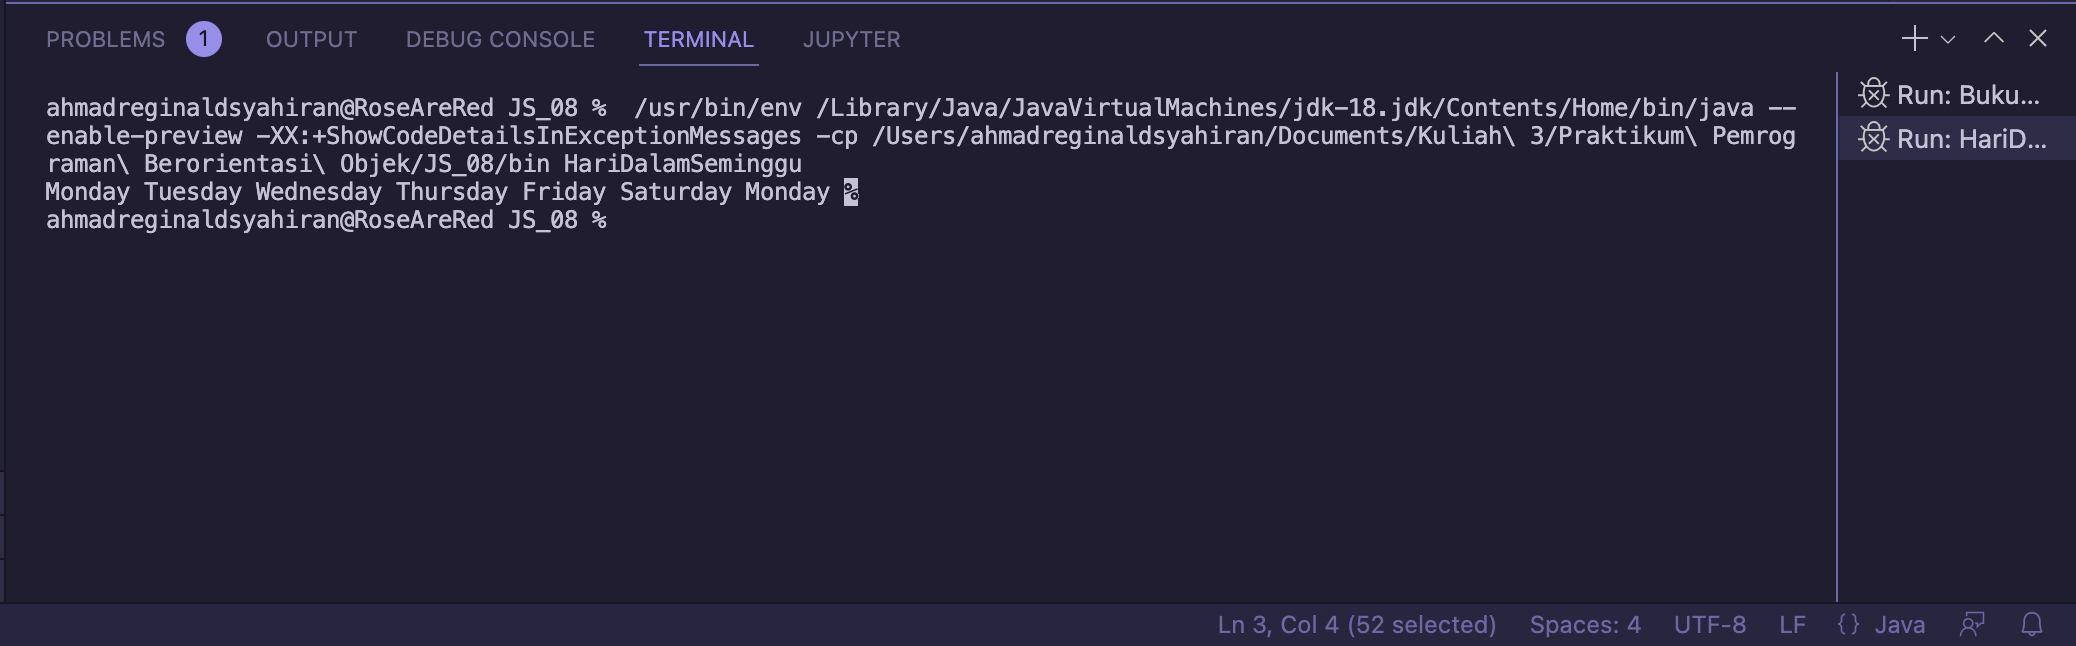 PROBLEMS 1 OUTPUT DEBUG CONSOLE TERMINAL JUPYTER
ahmadreginaldsyahiran@RoseAreRed JS_08 %  /usr/bin/env /Library/Java/JavaVirtualMachines/jdk-18.jdk/Contents/Home/bin/java --
enable-preview -XX:+ShowCodeDetailsInExceptionMessages -cp /Users/ahmadreginaldsyahiran/Documents/Kuliah\ 3/Praktikum\ Pemrog
raman\ Berorientasi\ Objek/JS_08/bin HariDalamSeminggu
Monday Tuesday Wednesday Thursday Friday Saturday Monday %
ahmadreginaldsyahiran@RoseAreRed JS_08 %
Run: Buku...
Run: HariD...
Ln 3, Col 4 (52 selected) Spaces: 4 UTF-8 LF {} Java